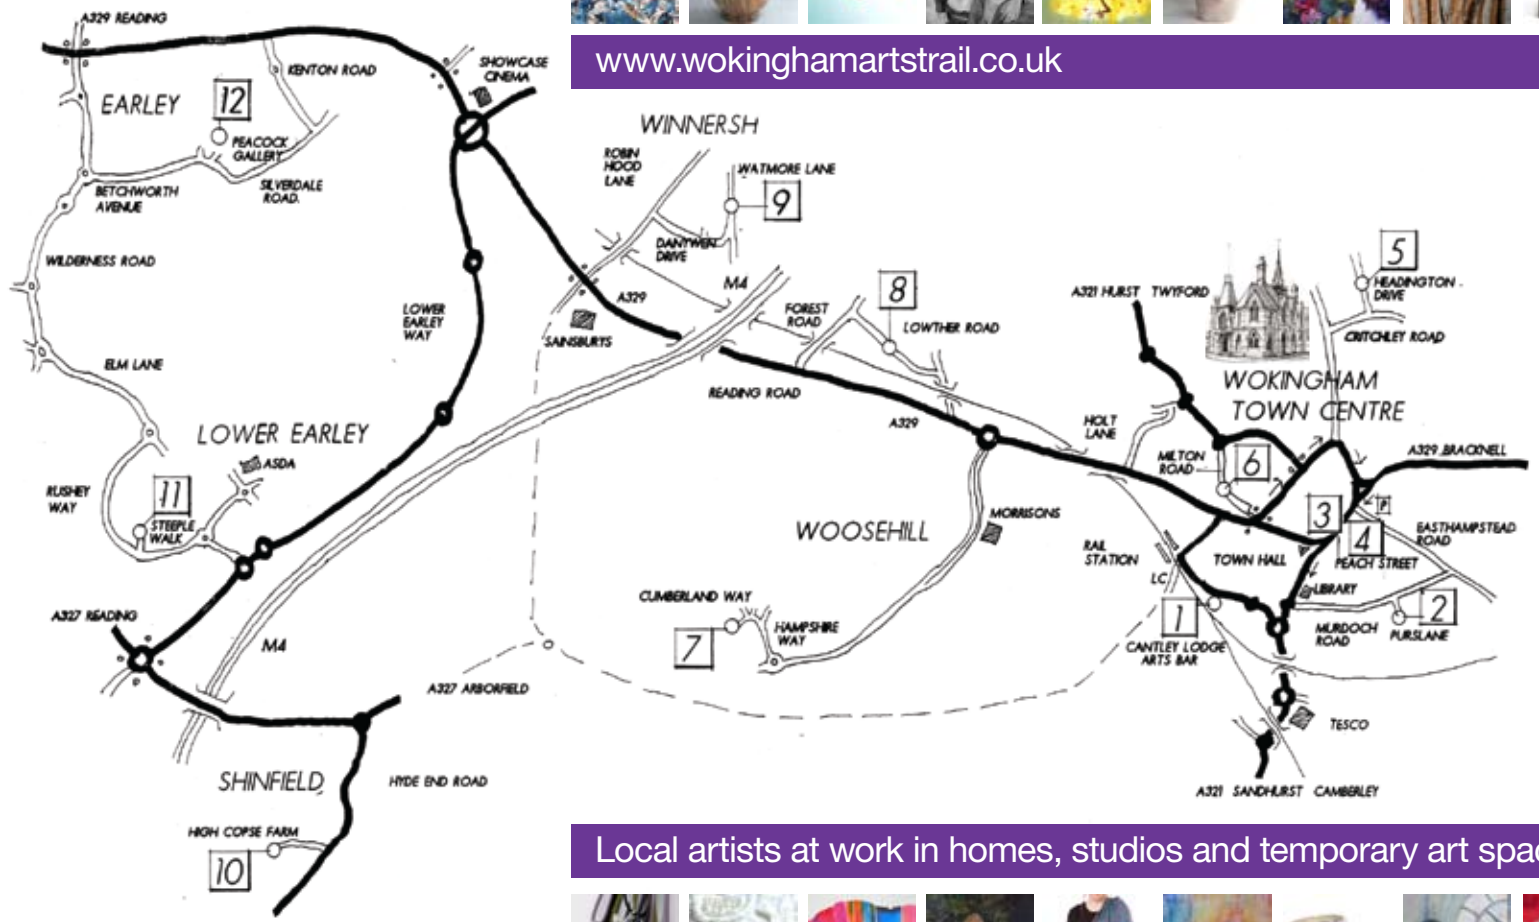 www.wokinghamartstrail.co.uk
A329 READING
KENTON ROAD
SHOWCASE
CINEMA
EARLEY
12
PEACOCK
GALLERY
BETCHWORTH
AVENUE
SILVERDALE
ROAD.
WILDERNESS ROAD
WINNERSH
ROBIN
HOOD
LANE
WATMORE LANE
9
DANYWERN
DRIVE
M4
A329
SAINSBURYS
LOWER
EARLEY
WAY
ELM LANE
LOWER EARLEY
ASDA
RUSHEY
WAY
11
STEEPLE
WALK
A327 READING
M4
A327 ARBORFIELD
SHINFIELD
HYDE END ROAD
HIGH COPSE FARM
10
FOREST
ROAD
8
LOWTHER ROAD
READING ROAD
A329
WOOSEHILL
MORRISONS
CUMBERLAND WAY
7
HAMPSHIRE
WAY
A321 HURST TWYFORD
5
HEADINGTON
DRIVE
CRITCHLEY ROAD
WOKINGHAM
TOWN CENTRE
HOLT
LANE
MILTON
ROAD
6
A329 BRACKNELL
3
P
4
EASTHAMPSTEAD
ROAD
RAIL
STATION
TOWN HALL
PEACH STREET
LC
LIBRARY
1
2
CANTLEY LODGE
ARTS BAR
MURDOCH
ROAD
PURSLANE
TESCO
A321 SANDHURST CAMBERLEY
Local artists at work in homes, studios and temporary art spac